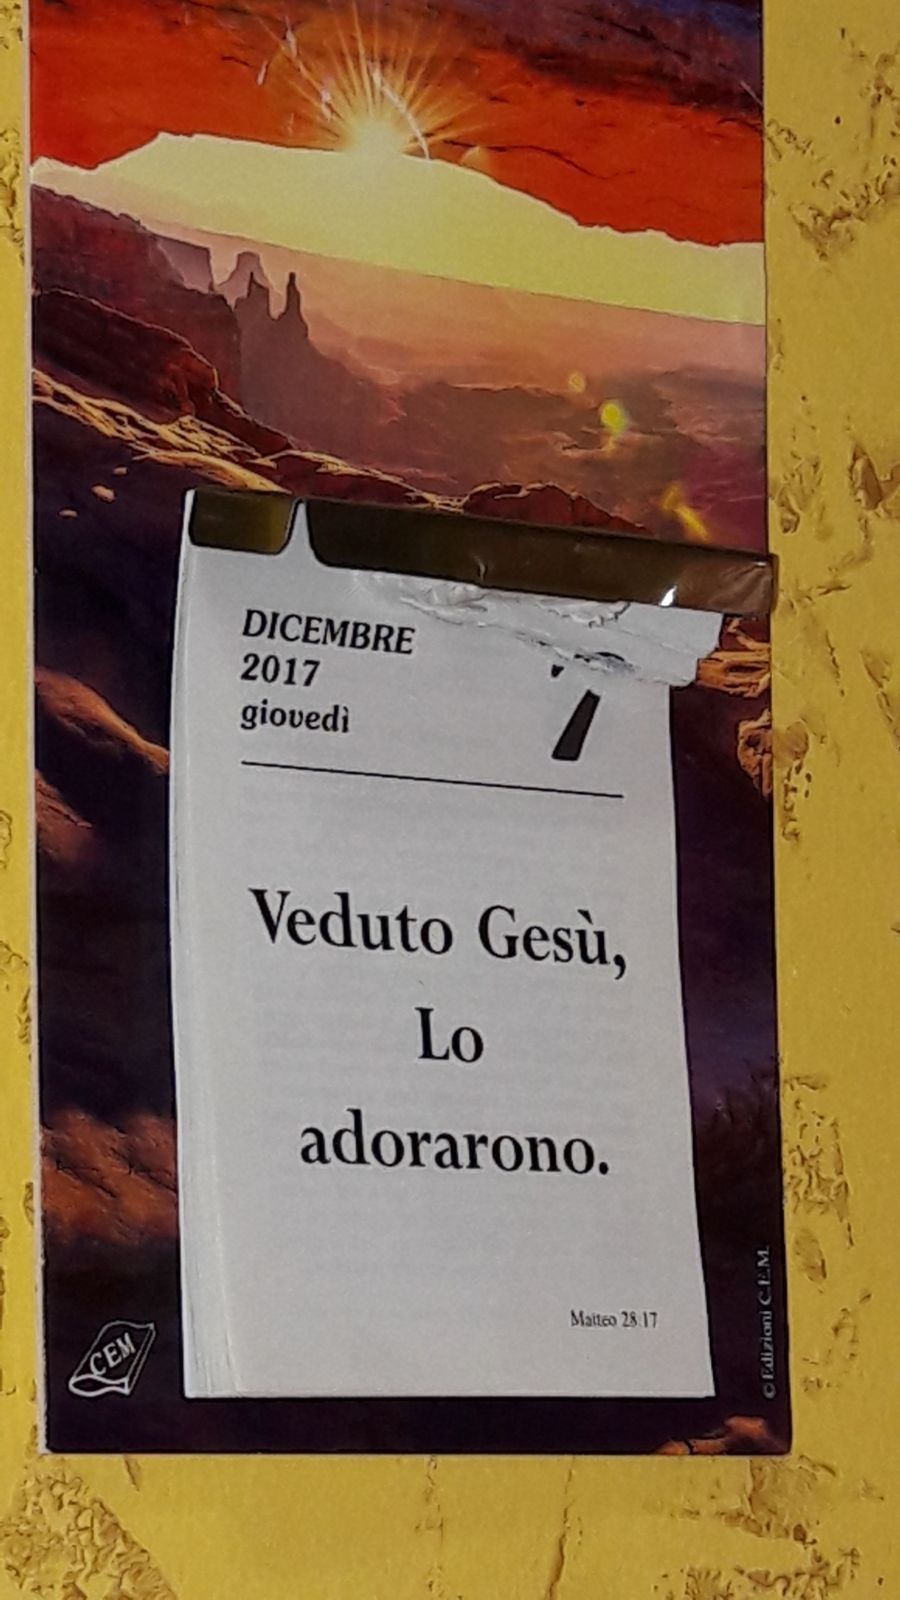 DICEMBRE
2017
giovedì
7
Veduto Gesù,
Lo
adorarono.
Matteo 28:17
CEM
© Edizioni C.E.M.